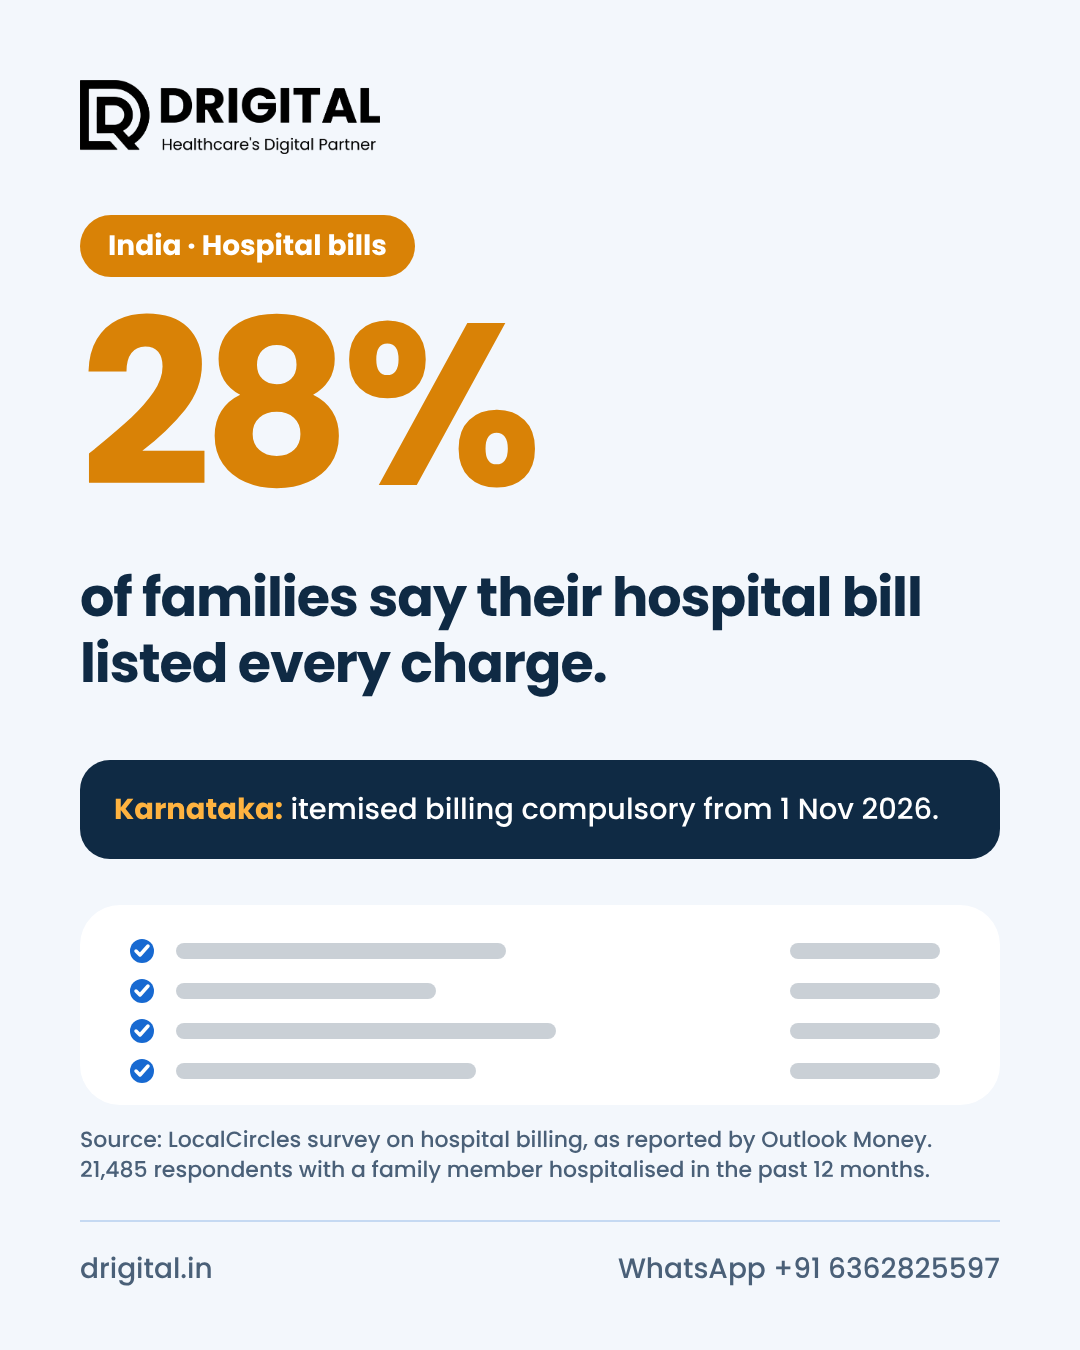 DRIGITAL
Healthcare's Digital Partner
India · Hospital bills
28%
of families say their hospital bill
listed every charge.
Karnataka: itemised billing compulsory from 1 Nov 2026.
Source: LocalCircles survey on hospital billing, as reported by Outlook Money.
21,485 respondents with a family member hospitalised in the past 12 months.
drigital.in
WhatsApp +91 6362825597